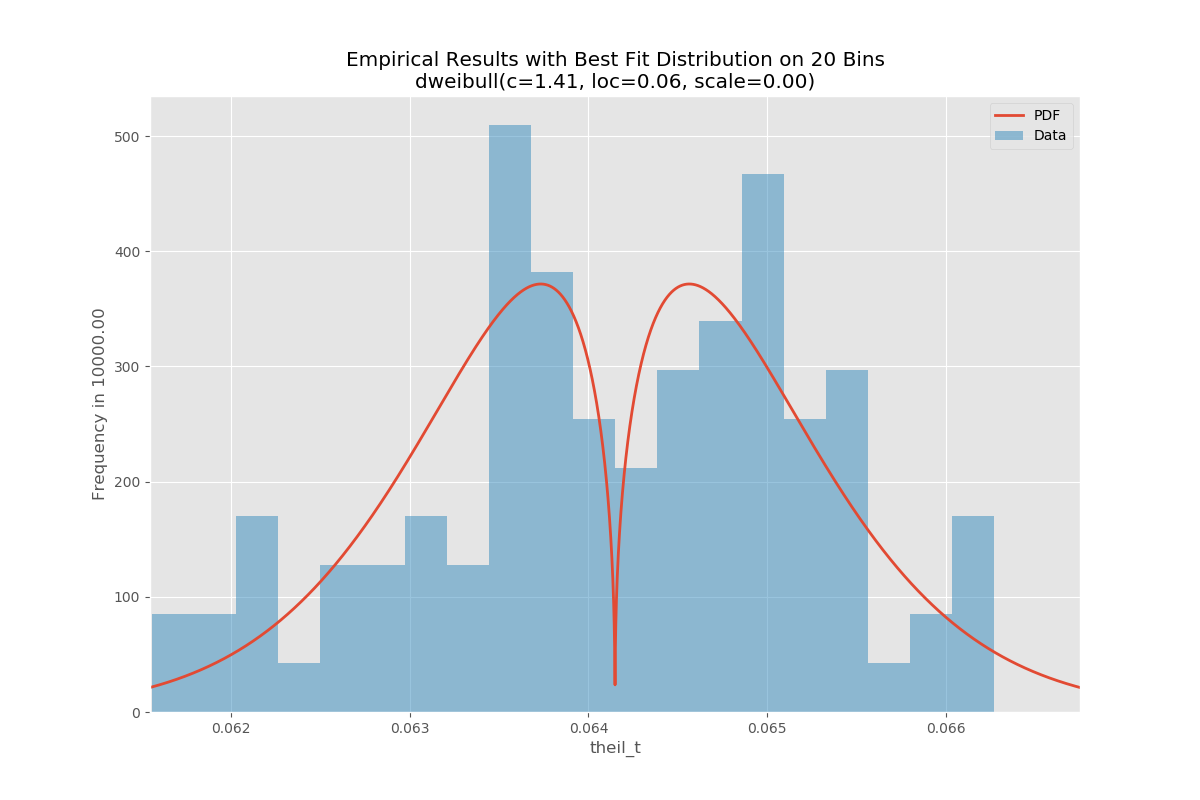 Empirical Results with Best Fit Distribution on 20 Bins
dweibull(c=1.41, loc=0.06, scale=0.00)
PDF
Data
500
400
300
200
100
0
Frequency in 10000.00
0.062 0.063 0.064 0.065 0.066
theil_t